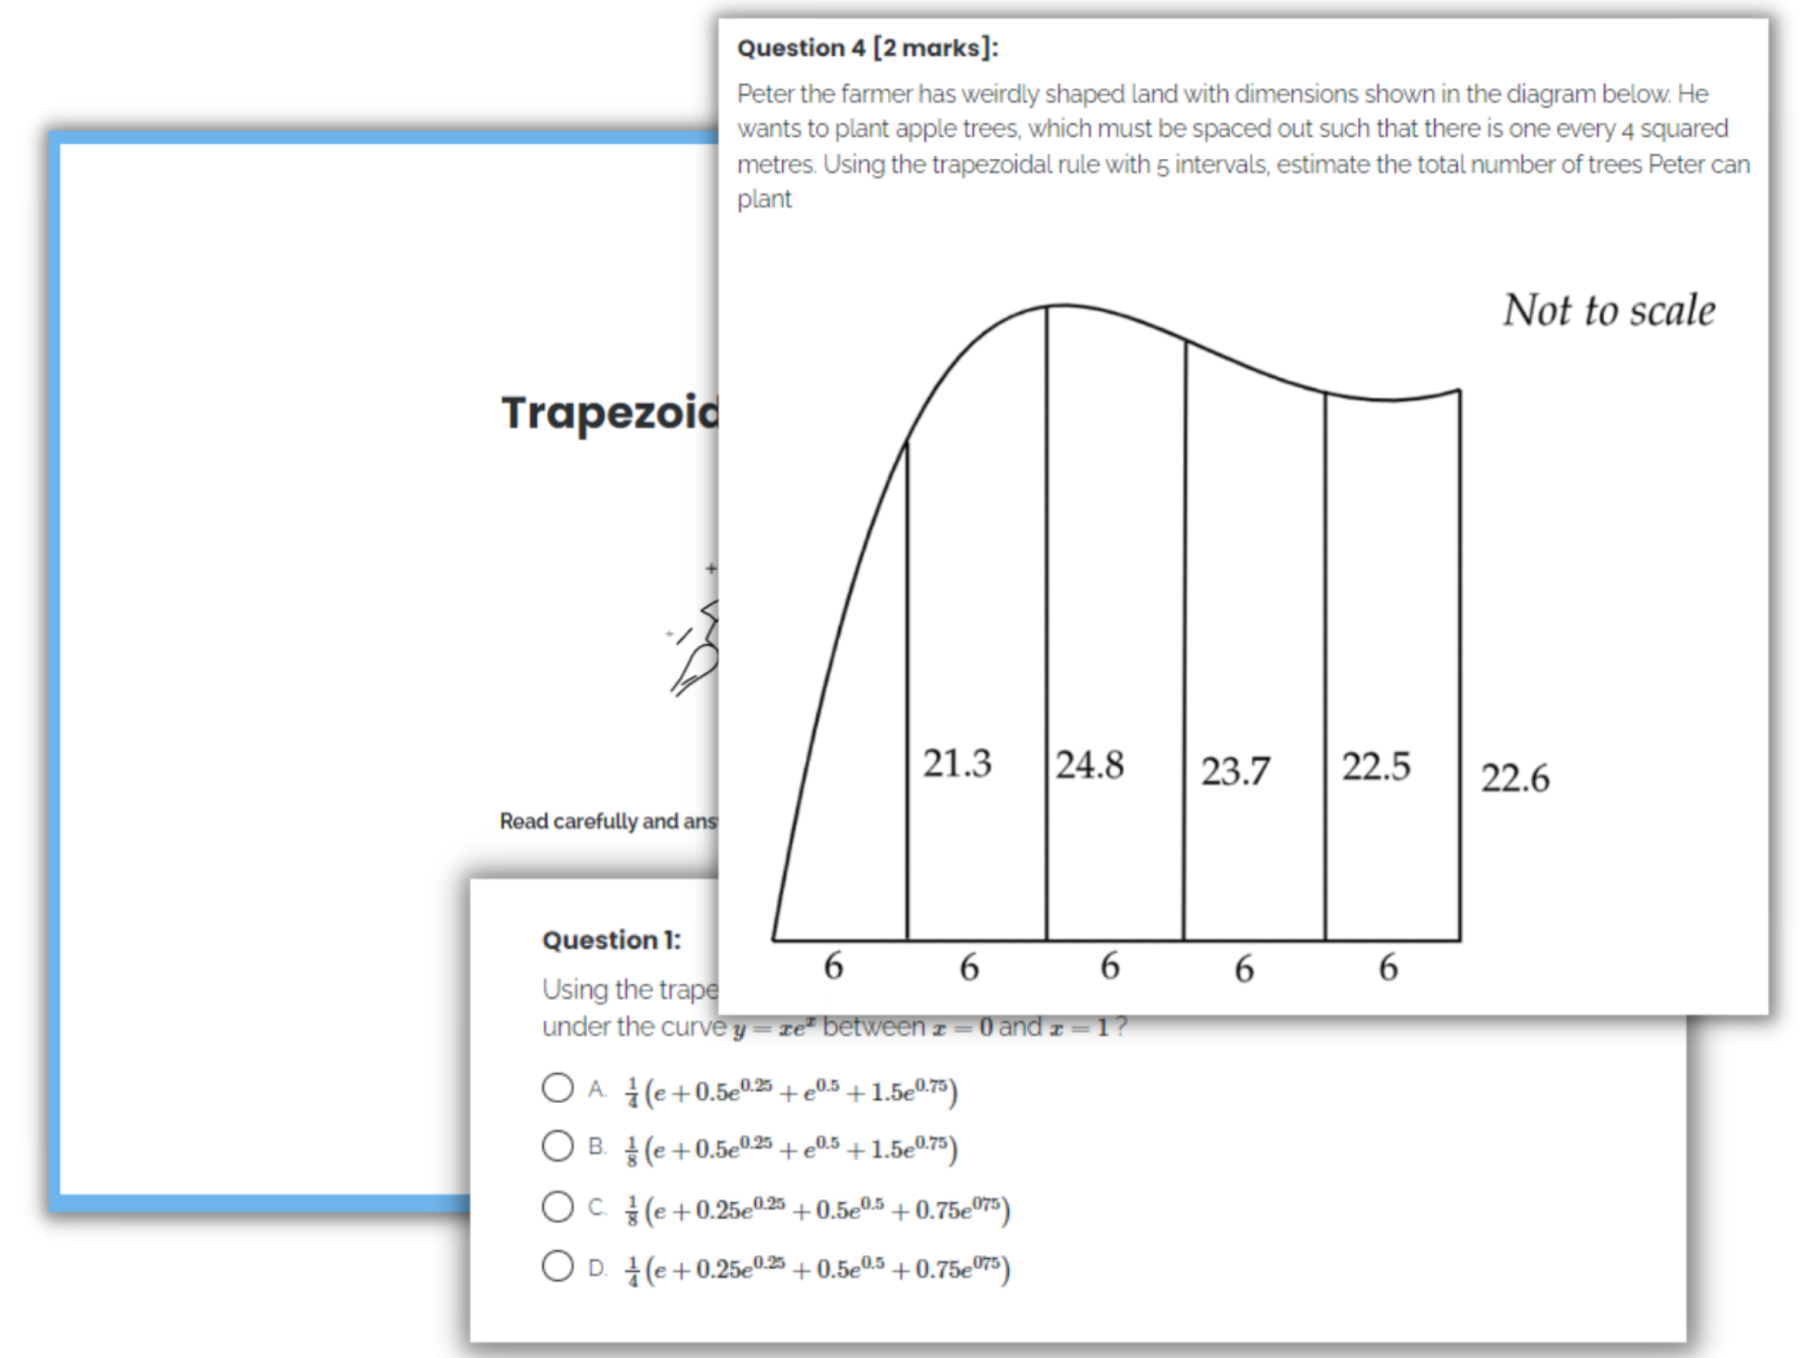 Question 4 [2 marks]:
Peter the farmer has weirdly shaped land with dimensions shown in the diagram below. He
wants to plant apple trees, which must be spaced out such that there is one every 4 squared
metres. Using the trapezoidal rule with 5 intervals, estimate the total number of trees Peter can
plant
Not to scale
21.3 24.8 23.7 22.5 22.6
6 6 6 6 6
Trapezoid
Read carefully and ans
Question 1:
Using the trape
under the curve y = xe^x between x = 0 and x = 1?
A. 1/4(e + 0.5e^0.25 + e^0.5 + 1.5e^0.75)
B. 1/8(e + 0.5e^0.25 + e^0.5 + 1.5e^0.75)
C. 1/8(e + 0.25e^0.25 + 0.5e^0.5 + 0.75e^075)
D. 1/4(e + 0.25e^0.25 + 0.5e^0.5 + 0.75e^075)